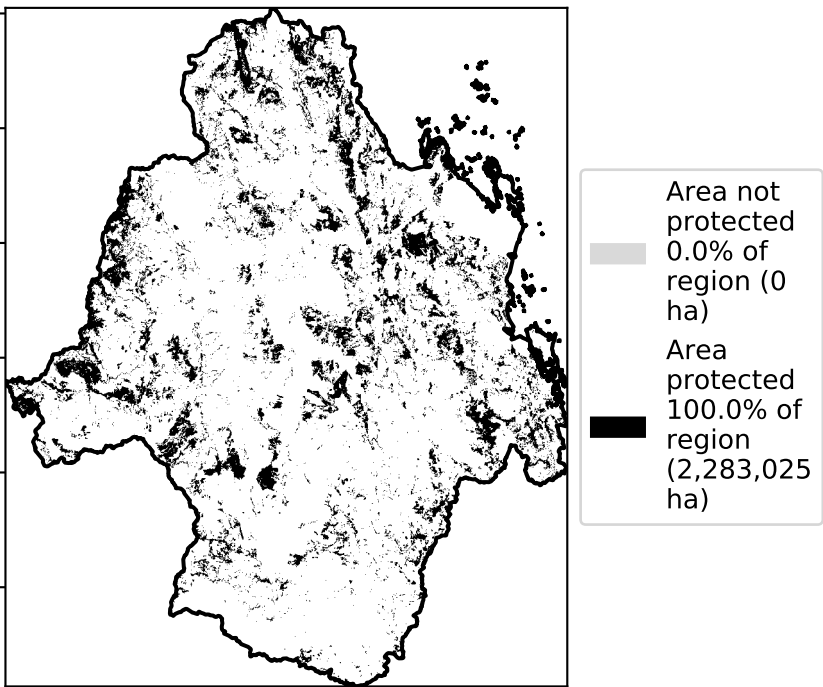 Area not
protected
0.0% of
region (0
ha)
Area
protected
100.0% of
region
(2,283,025
ha)